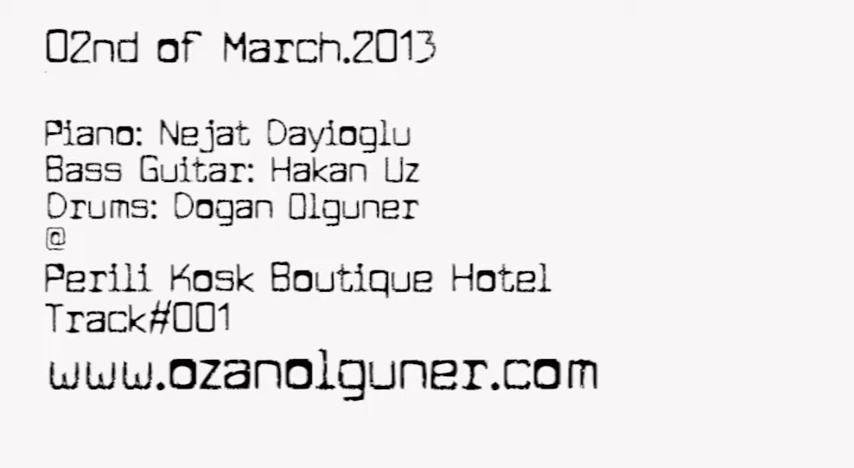 02nd of March.2013
Piano: Nejat Dayioglu
Bass Guitar: Hakan Uz
Drums: Dogan Olguner
@
Perili Kosk Boutique Hotel
Track#001
www.ozanolguner.com